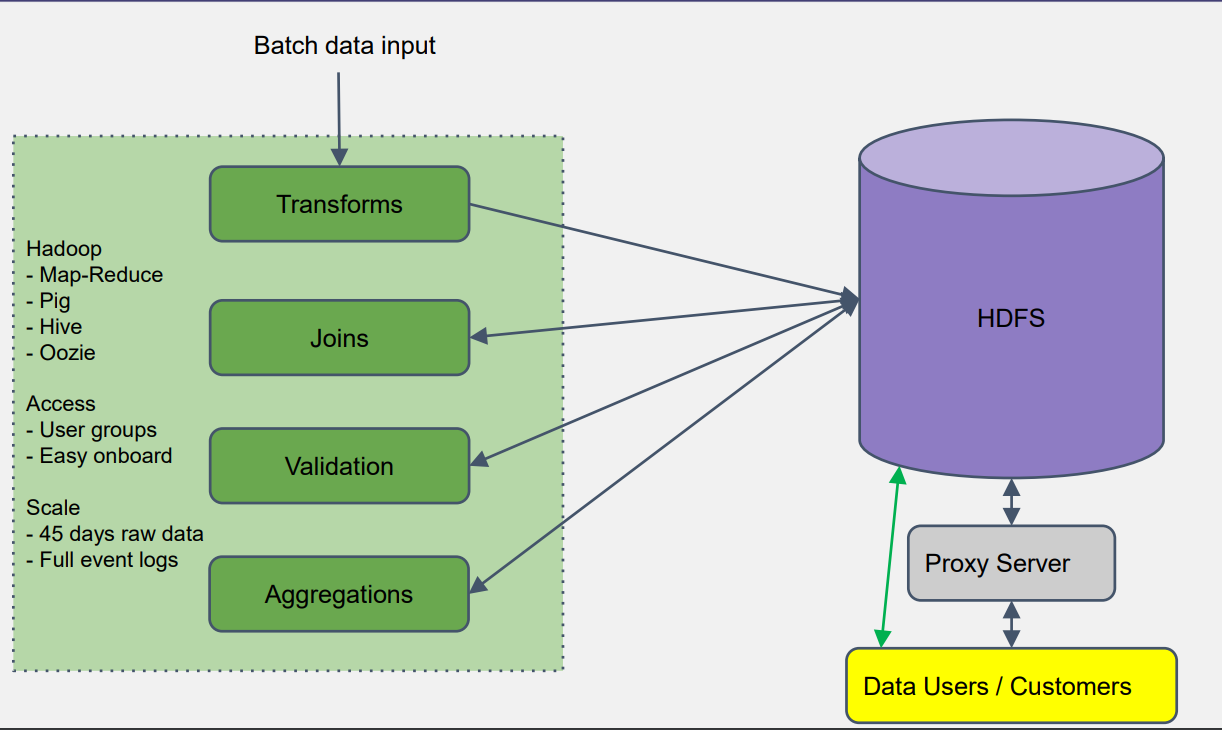 Batch data input
Transforms
Hadoop
- Map-Reduce
- Pig
- Hive
- Oozie
Joins
Access
- User groups
- Easy onboard
Validation
Scale
- 45 days raw data
- Full event logs
Aggregations
HDFS
Proxy Server
Data Users / Customers